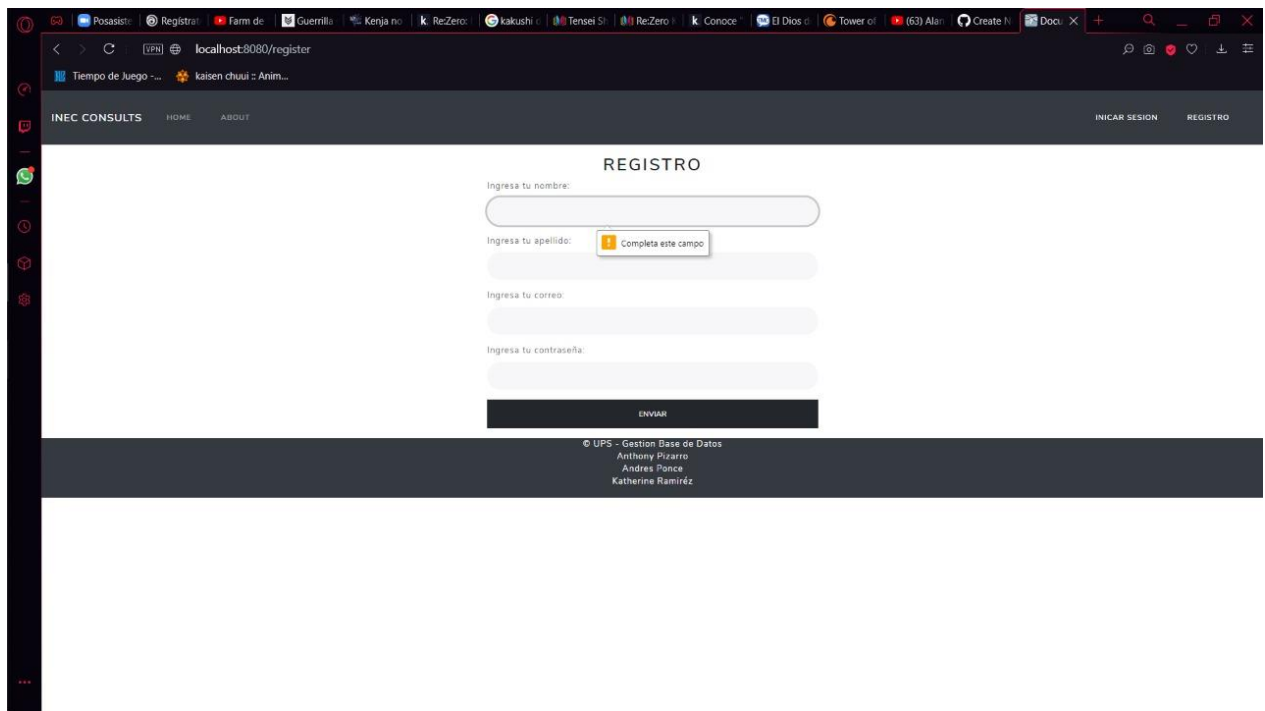 Posasiste Regístrat Farm de Guerrilla Kenja no k. Re:Zero: kakushi Tensei Sh Re:Zero k. Conoce " El Dios d Tower of (63) Alan Create N Docu
VPN localhost:8080/register
Tiempo de Juego -... kaisen chuui :: Anim...
INEC CONSULTS HOME ABOUT INICAR SESION REGISTRO
REGISTRO
Ingresa tu nombre:
Completa este campo
Ingresa tu apellido:
Ingresa tu correo:
Ingresa tu contraseña:
ENVIAR
© UPS - Gestion Base de Datos
Anthony Pizarro
Andres Ponce
Katherine Ramiréz